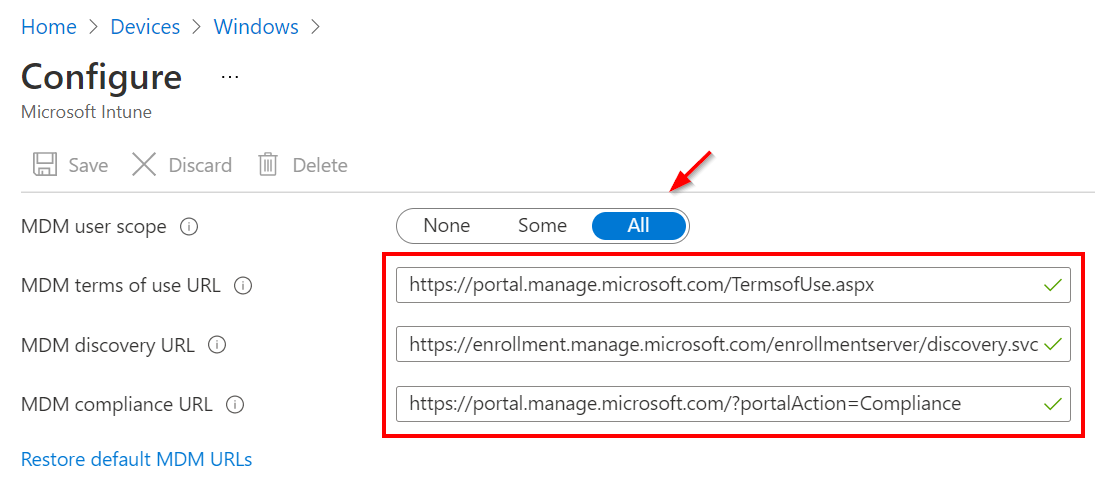 Home > Devices > Windows >
Configure ...
Microsoft Intune
Save Discard Delete
MDM user scope None Some All
MDM terms of use URL https://portal.manage.microsoft.com/TermsofUse.aspx
MDM discovery URL https://enrollment.manage.microsoft.com/enrollmentserver/discovery.svc
MDM compliance URL https://portal.manage.microsoft.com/?portalAction=Compliance
Restore default MDM URLs